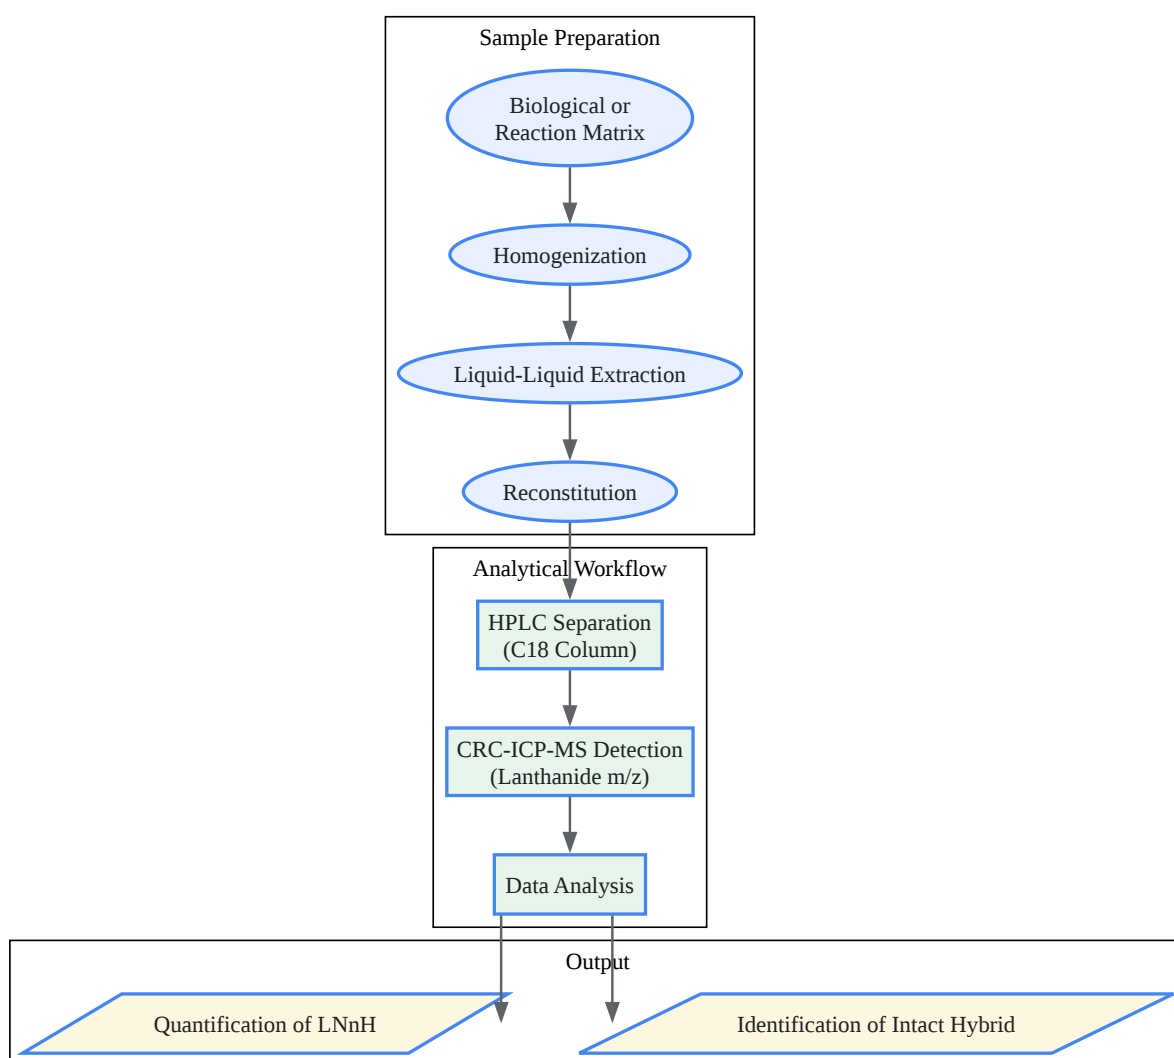 Sample Preparation
Biological or
Reaction Matrix
Homogenization
Liquid-Liquid Extraction
Reconstitution
Analytical Workflow
HPLC Separation
(C18 Column)
CRC-ICP-MS Detection
(Lanthanide m/z)
Data Analysis
Output
Quantification of LNnH
Identification of Intact Hybrid